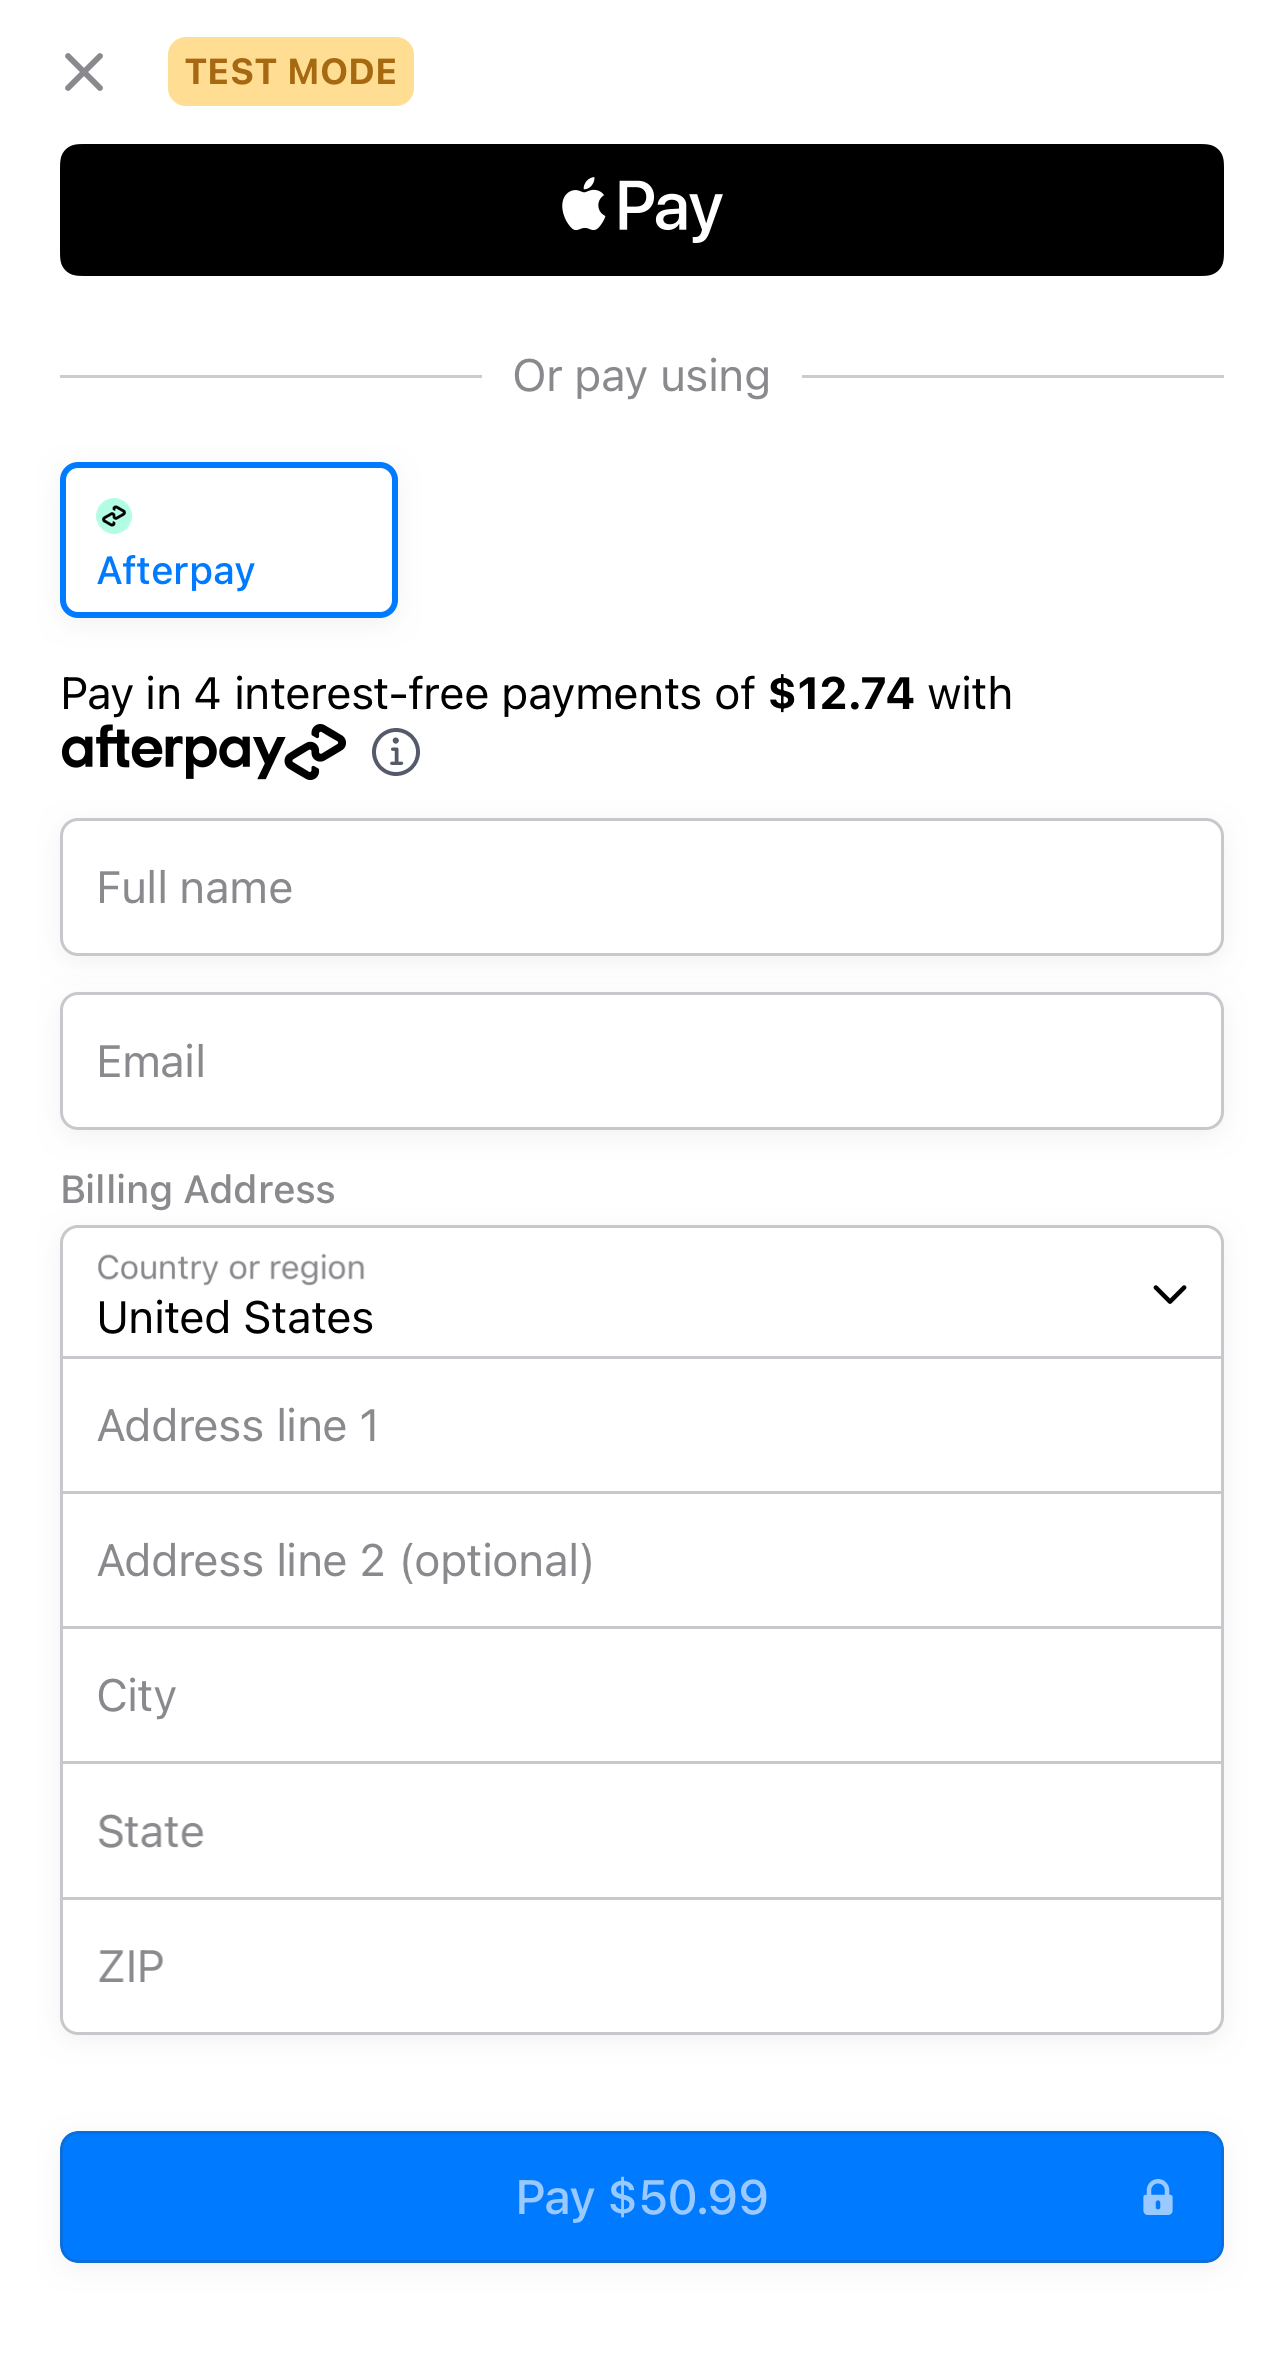 TEST MODE
Pay
Or pay using
Afterpay
Pay in 4 interest-free payments of $12.74 with
afterpay
Full name
Email
Billing Address
Country or region
United States
Address line 1
Address line 2 (optional)
City
State
ZIP
Pay $50.99